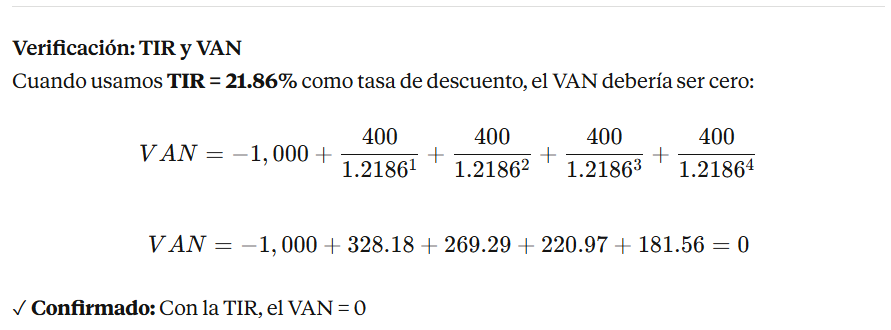 Verificación: TIR y VAN
Cuando usamos TIR = 21.86% como tasa de descuento, el VAN debería ser cero:
VAN = −1,000 + 400/1.2186¹ + 400/1.2186² + 400/1.2186³ + 400/1.2186⁴
VAN = −1,000 + 328.18 + 269.29 + 220.97 + 181.56 = 0
✓ Confirmado: Con la TIR, el VAN = 0